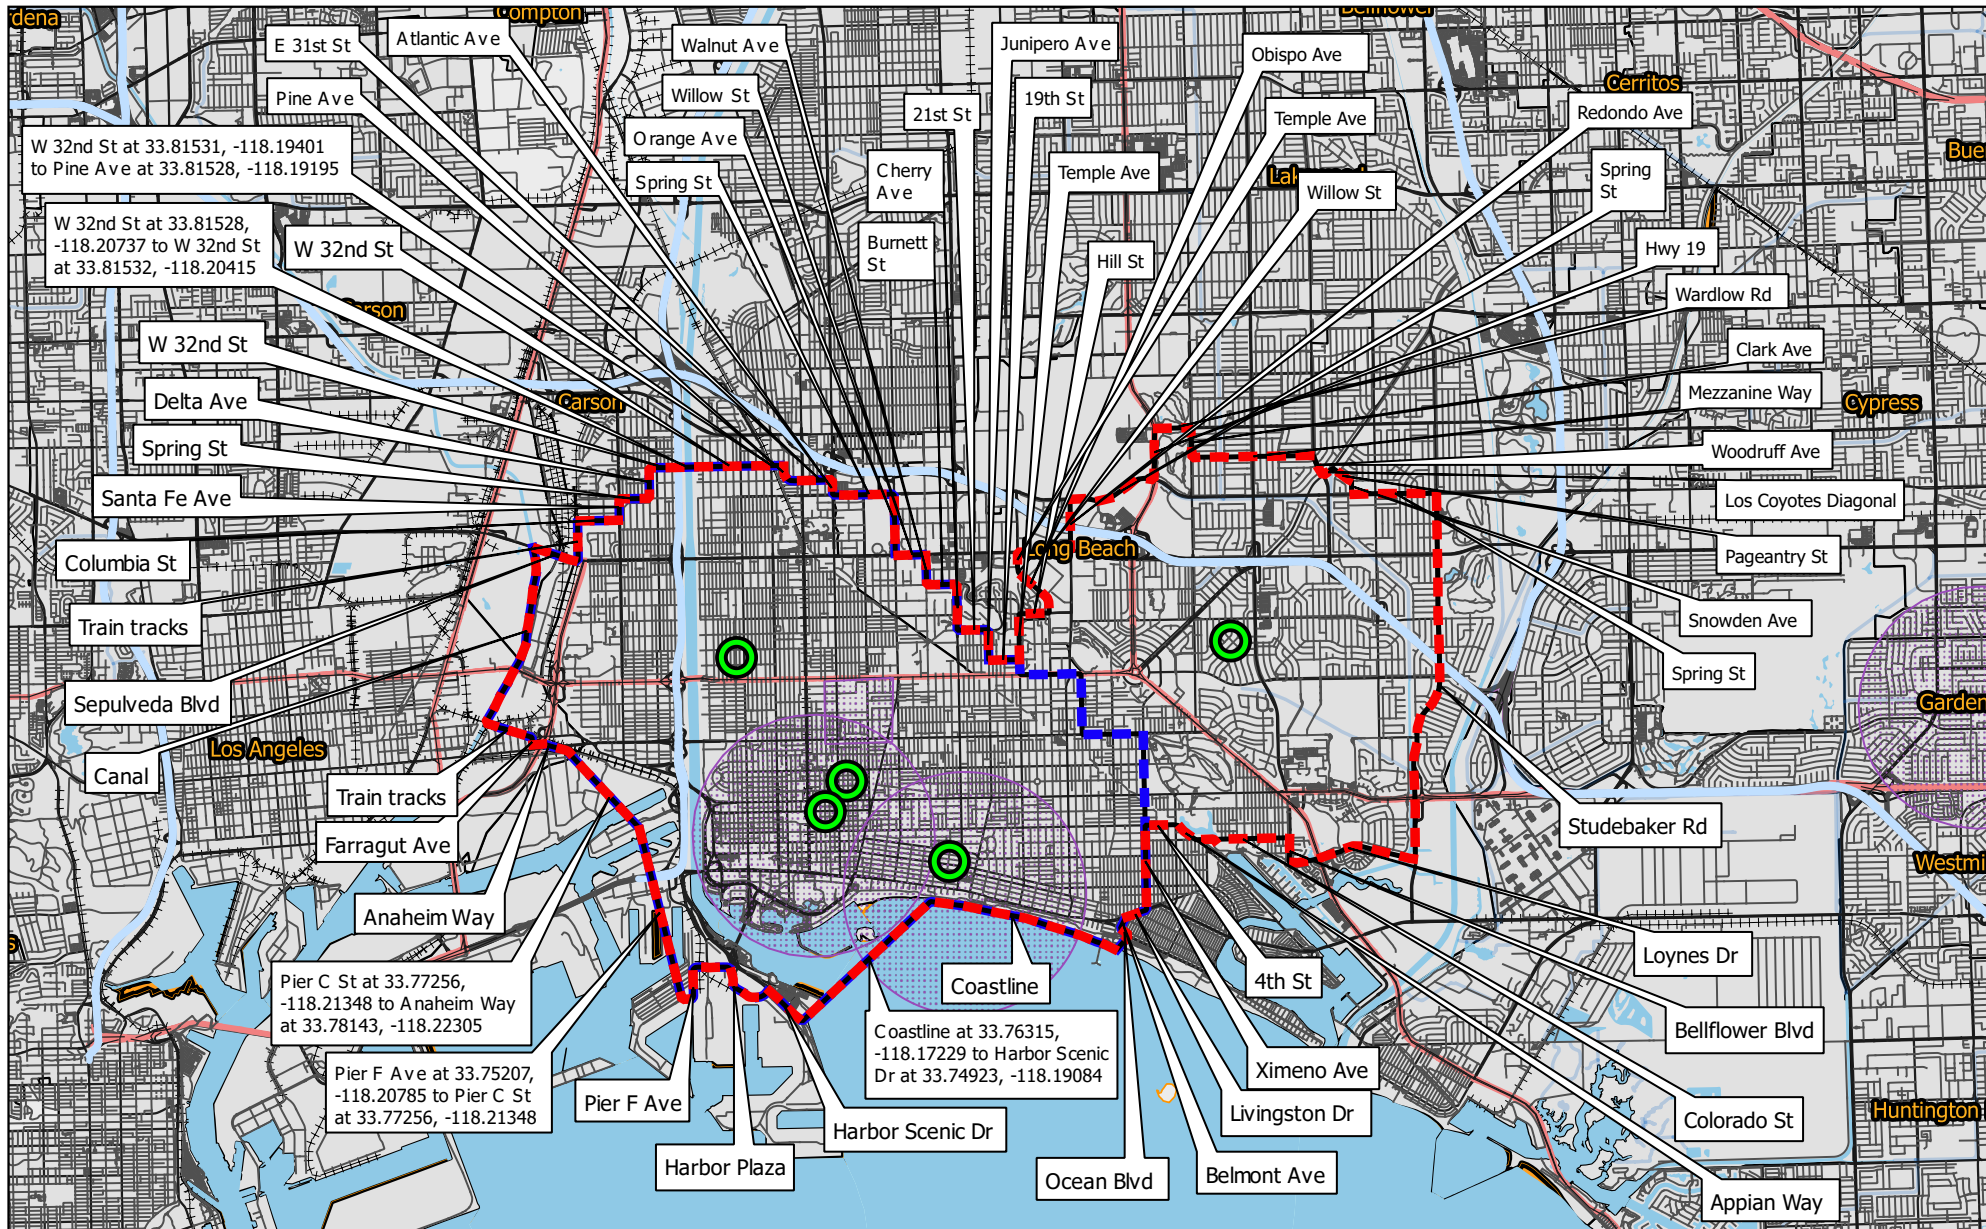 rdena
Compton
Bellflower
E 31st St
Atlantic Ave
Walnut Ave
Junipero Ave
Obispo Ave
Cerritos
Pine Ave
Willow St
21st St
19th St
Temple Ave
Redondo Ave
W 32nd St at 33.81531, -118.19401
to Pine Ave at 33.81528, -118.19195
Orange Ave
Spring St
Cherry
Ave
Temple Ave
Willow St
Spring
St
Bue
W 32nd St at 33.81528,
-118.20737 to W 32nd St
at 33.81532, -118.20415
W 32nd St
Burnett
St
Hill St
Hwy 19
Wardlow Rd
Carson
W 32nd St
Clark Ave
Mezzanine Way
Delta Ave
Carson
Cypress
Spring St
Woodruff Ave
Santa Fe Ave
Los Coyotes Diagonal
Columbia St
Long Beach
Pageantry St
Train tracks
Snowden Ave
Spring St
Sepulveda Blvd
Garden
Los Angeles
Canal
Train tracks
Farragut Ave
Studebaker Rd
Westmi
Anaheim Way
Loynes Dr
Pier C St at 33.77256,
-118.21348 to Anaheim Way
at 33.78143, -118.22305
Coastline
4th St
Bellflower Blvd
Coastline at 33.76315,
-118.17229 to Harbor Scenic
Dr at 33.74923, -118.19084
Ximeno Ave
Pier F Ave at 33.75207,
-118.20785 to Pier C St
at 33.77256, -118.21348
Pier F Ave
Livingston Dr
Colorado St
Huntington
Harbor Scenic Dr
Harbor Plaza
Ocean Blvd
Belmont Ave
Appian Way